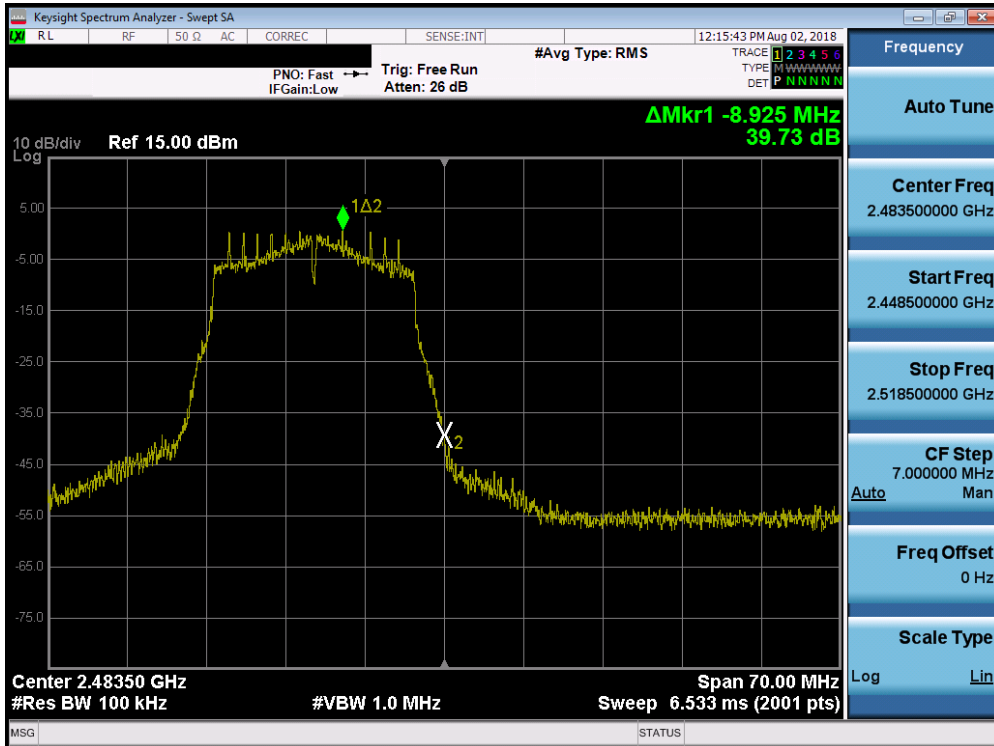 Keysight Spectrum Analyzer - Swept SA
LXI RL RF 50 Ω AC CORREC SENSE:INT 12:15:43 PM Aug 02, 2018
Frequency
#Avg Type: RMS
TRACE 1 2 3 4 5 6
PNO: Fast Trig: Free Run
TYPE M W W W W W
IFGain:Low Atten: 26 dB
DET P N N N N N
Auto Tune
ΔMkr1 -8.925 MHz
39.73 dB
10 dB/div Ref 15.00 dBm
Log
Center Freq
2.483500000 GHz
1Δ2
5.00
-5.00
-15.0
-25.0
-35.0
-45.0
-55.0
-65.0
-75.0
X2
Start Freq
2.448500000 GHz
Stop Freq
2.518500000 GHz
CF Step
7.000000 MHz
Auto Man
Freq Offset
0 Hz
Scale Type
Log Lin
Center 2.48350 GHz Span 70.00 MHz
#Res BW 100 kHz #VBW 1.0 MHz Sweep 6.533 ms (2001 pts)
MSG STATUS